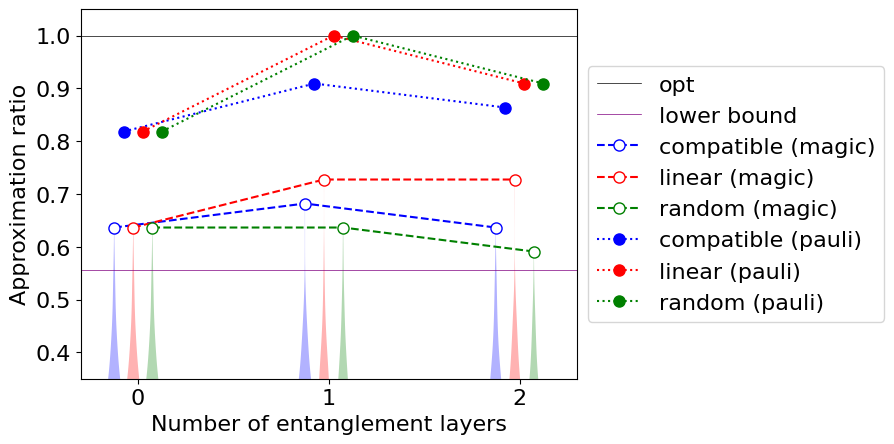 1.0
0.9
0.8
0.7
0.6
0.5
0.4
Approximation ratio
0 1 2
Number of entanglement layers
opt
lower bound
compatible (magic)
linear (magic)
random (magic)
compatible (pauli)
linear (pauli)
random (pauli)